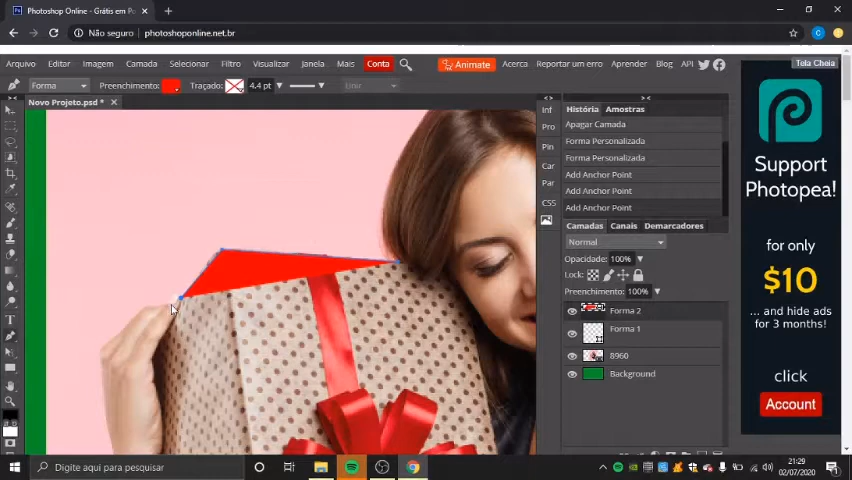 Photoshop Online - Grátis em Po
Não seguro | photoshoponline.net.br
Tela Cheia
Arquivo Editar Imagem Camada Selecionar Filtro Visualizar Janela Mais Conta Animate Acerca Reportar um erro Aprender Blog API
Forma Preenchimento: Traçado: 4.4 pt Unir
Novo Projeto.psd *
Inf
Pro
Pin
Car
Par
CSS
História Amostras
Apagar Camada
Forma Personalizada
Forma Personalizada
Add Anchor Point
Add Anchor Point
Add Anchor Point
Camadas Canais Demarcadores
Normal
Opacidade: 100%
Lock:
Preenchimento: 100%
Forma 2
Forma 1
8960
Background
Support
Photopea!
for only
$10
... and hide ads
for 3 months!
click
Account
Digite aqui para pesquisar
21:29
02/07/2020